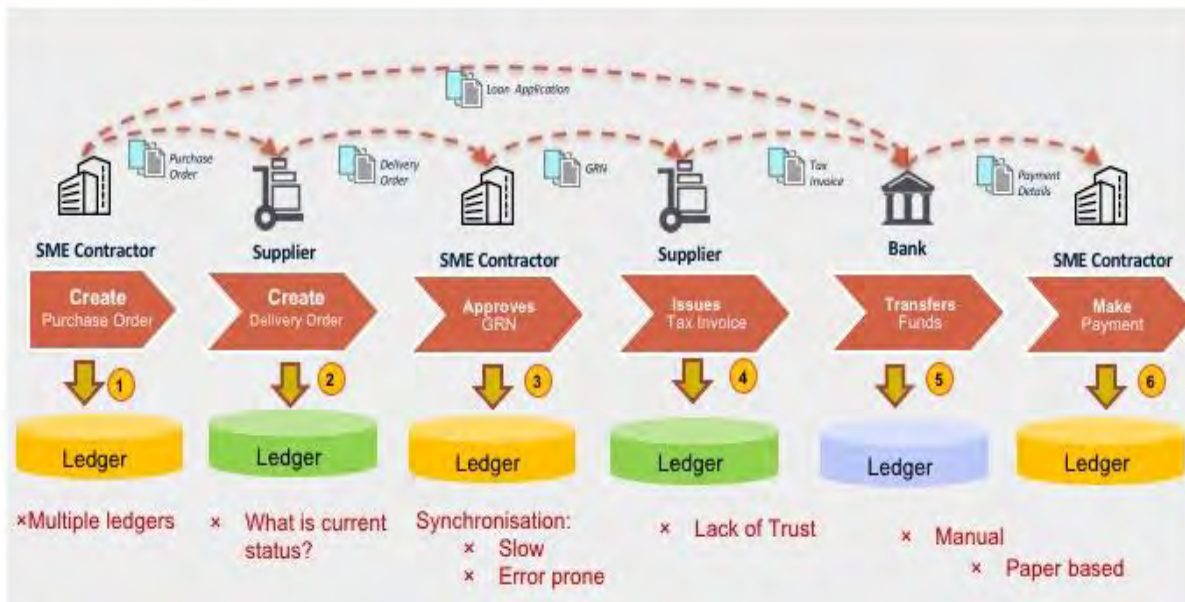 Loan Application
Purchase
Order
Delivery
Order
GRN
Tax
Invoice
Payment
Details
SME Contractor
Supplier
SME Contractor
Supplier
Bank
SME Contractor
Create
Purchase Order
Create
Delivery Order
Approves
GRN
Issues
Tax Invoice
Transfers
Funds
Make
Payment
1
2
3
4
5
6
Ledger
Ledger
Ledger
Ledger
Ledger
Ledger
×Multiple ledgers
× What is current
status?
Synchronisation:
× Slow
× Error prone
× Lack of Trust
× Manual
× Paper based